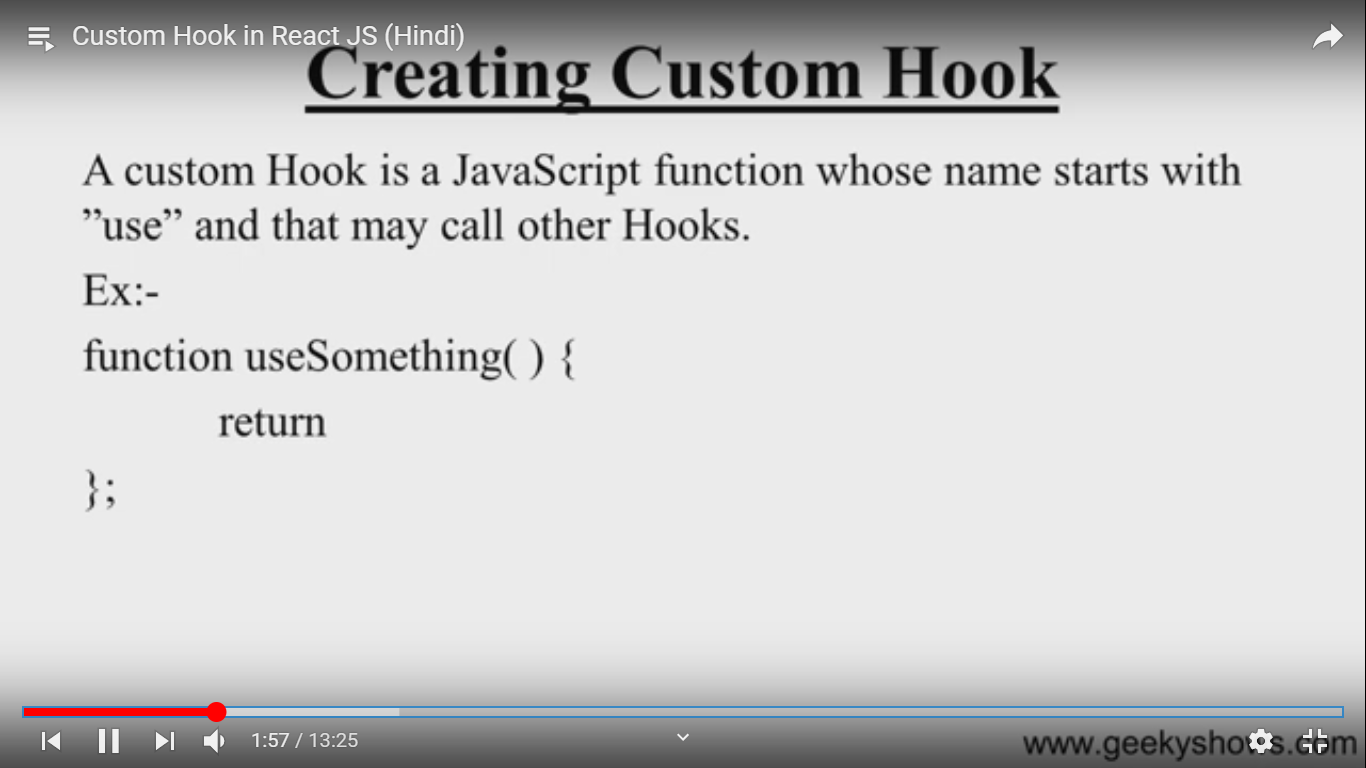 Custom Hook in React JS (Hindi)
Creating Custom Hook
A custom Hook is a JavaScript function whose name starts with
”use” and that may call other Hooks.
Ex:-
function useSomething( ) {
return
};
1:57 / 13:25
www.geekyshows.com